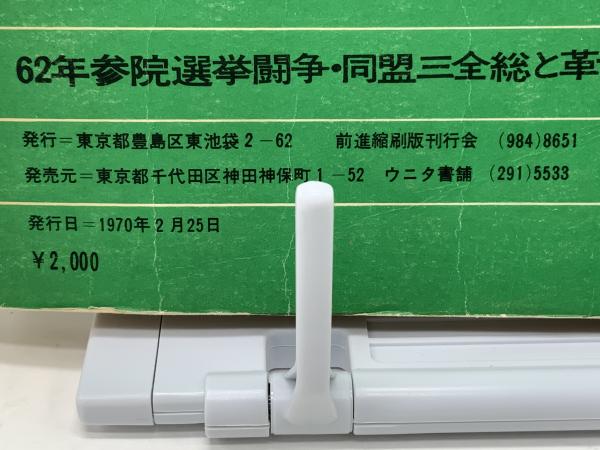 62年参院選挙闘争・同盟三全総と革
発行＝東京都豊島区東池袋2－62　前進縮刷版刊行会　(984)8651
発売元＝東京都千代田区神田神保町1－52　ウニタ書舗　(291)5533
発行日＝1970年2月25日
￥2,000